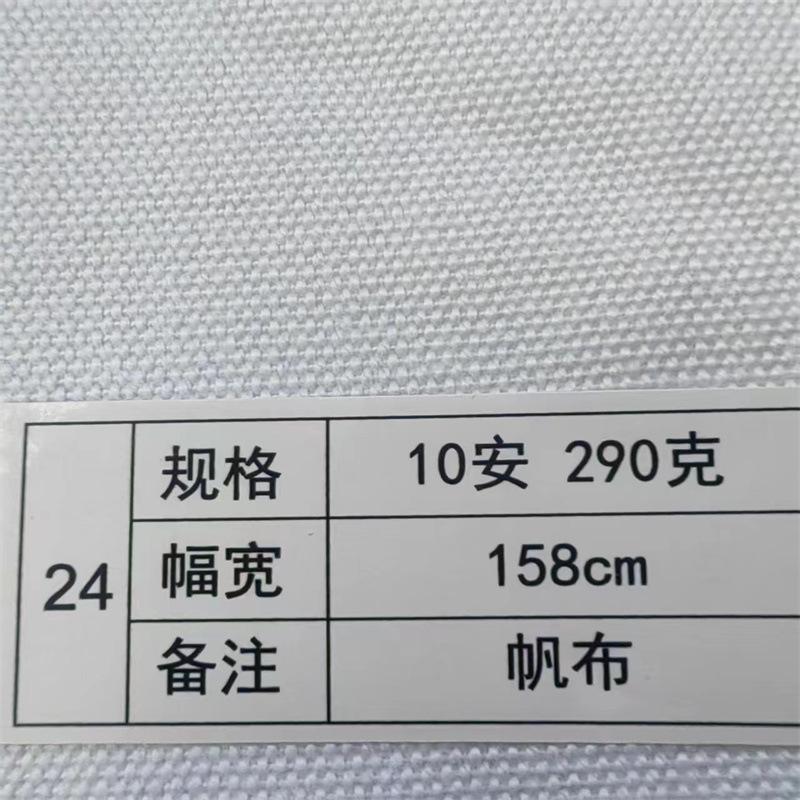 24
规格 10安 290克
幅宽 158cm
备注 帆布